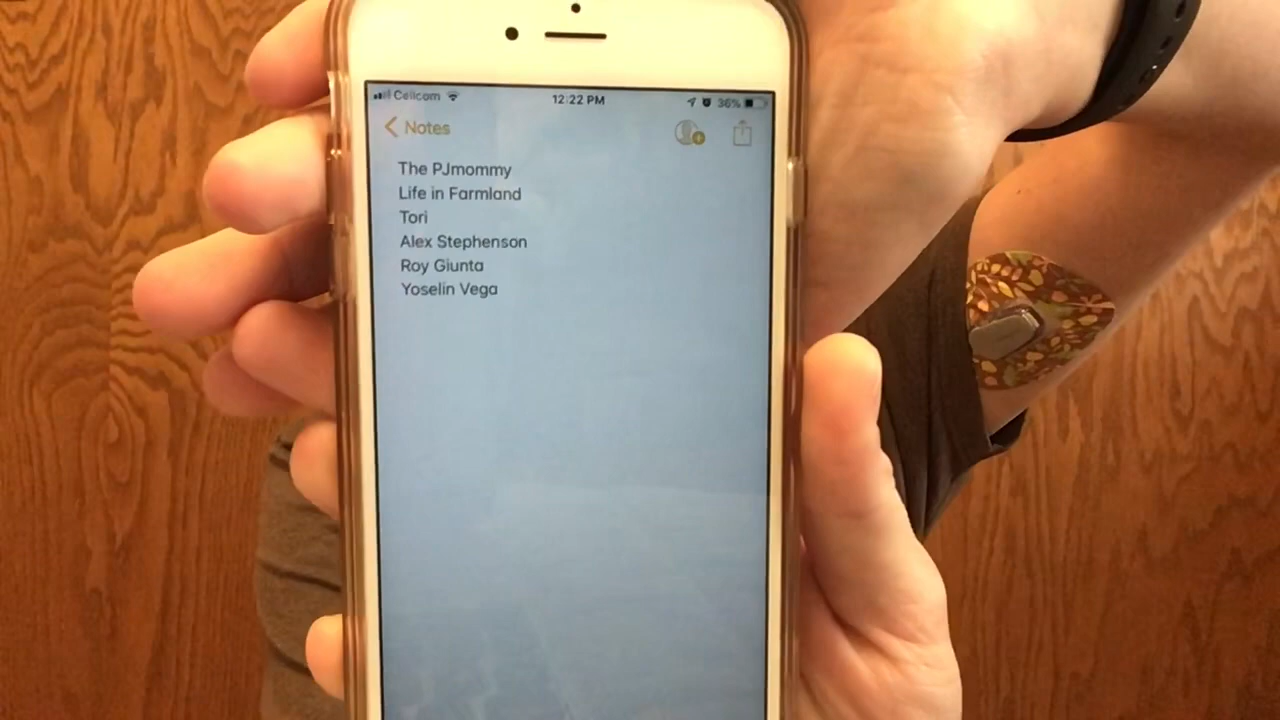 Cellcom 12:22 PM 36%
Notes
The PJmommy
Life in Farmland
Tori
Alex Stephenson
Roy Giunta
Yoselin Vega